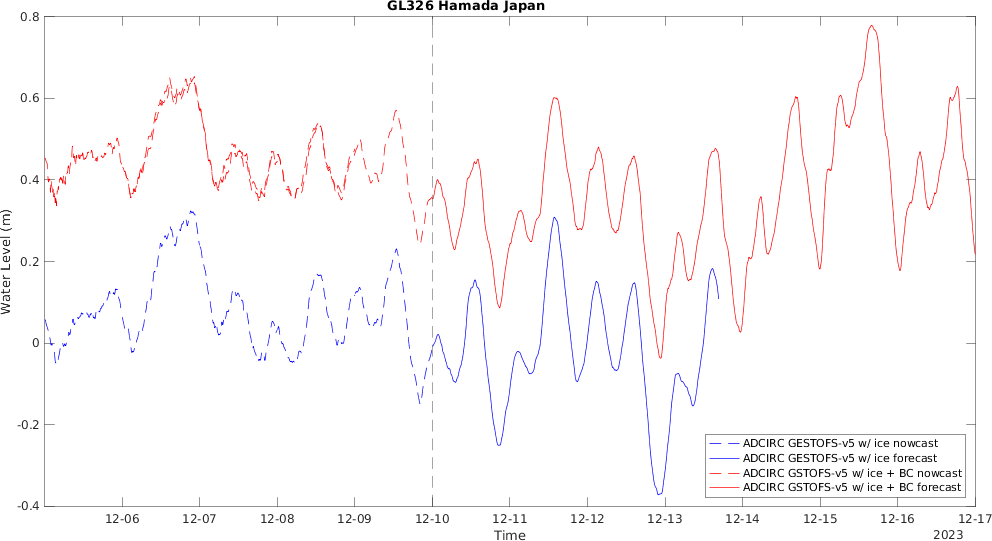 GL326 Hamada Japan
0.8
0.6
0.4
0.2
0
-0.2
-0.4
Water Level (m)
12-06
12-07
12-08
12-09
12-10
12-11
12-12
12-13
12-14
12-15
12-16
12-17
Time
2023
ADCIRC GESTOFS-v5 w/ ice nowcast
ADCIRC GESTOFS-v5 w/ ice forecast
ADCIRC GSTOFS-v5 w/ ice + BC nowcast
ADCIRC GSTOFS-v5 w/ ice + BC forecast